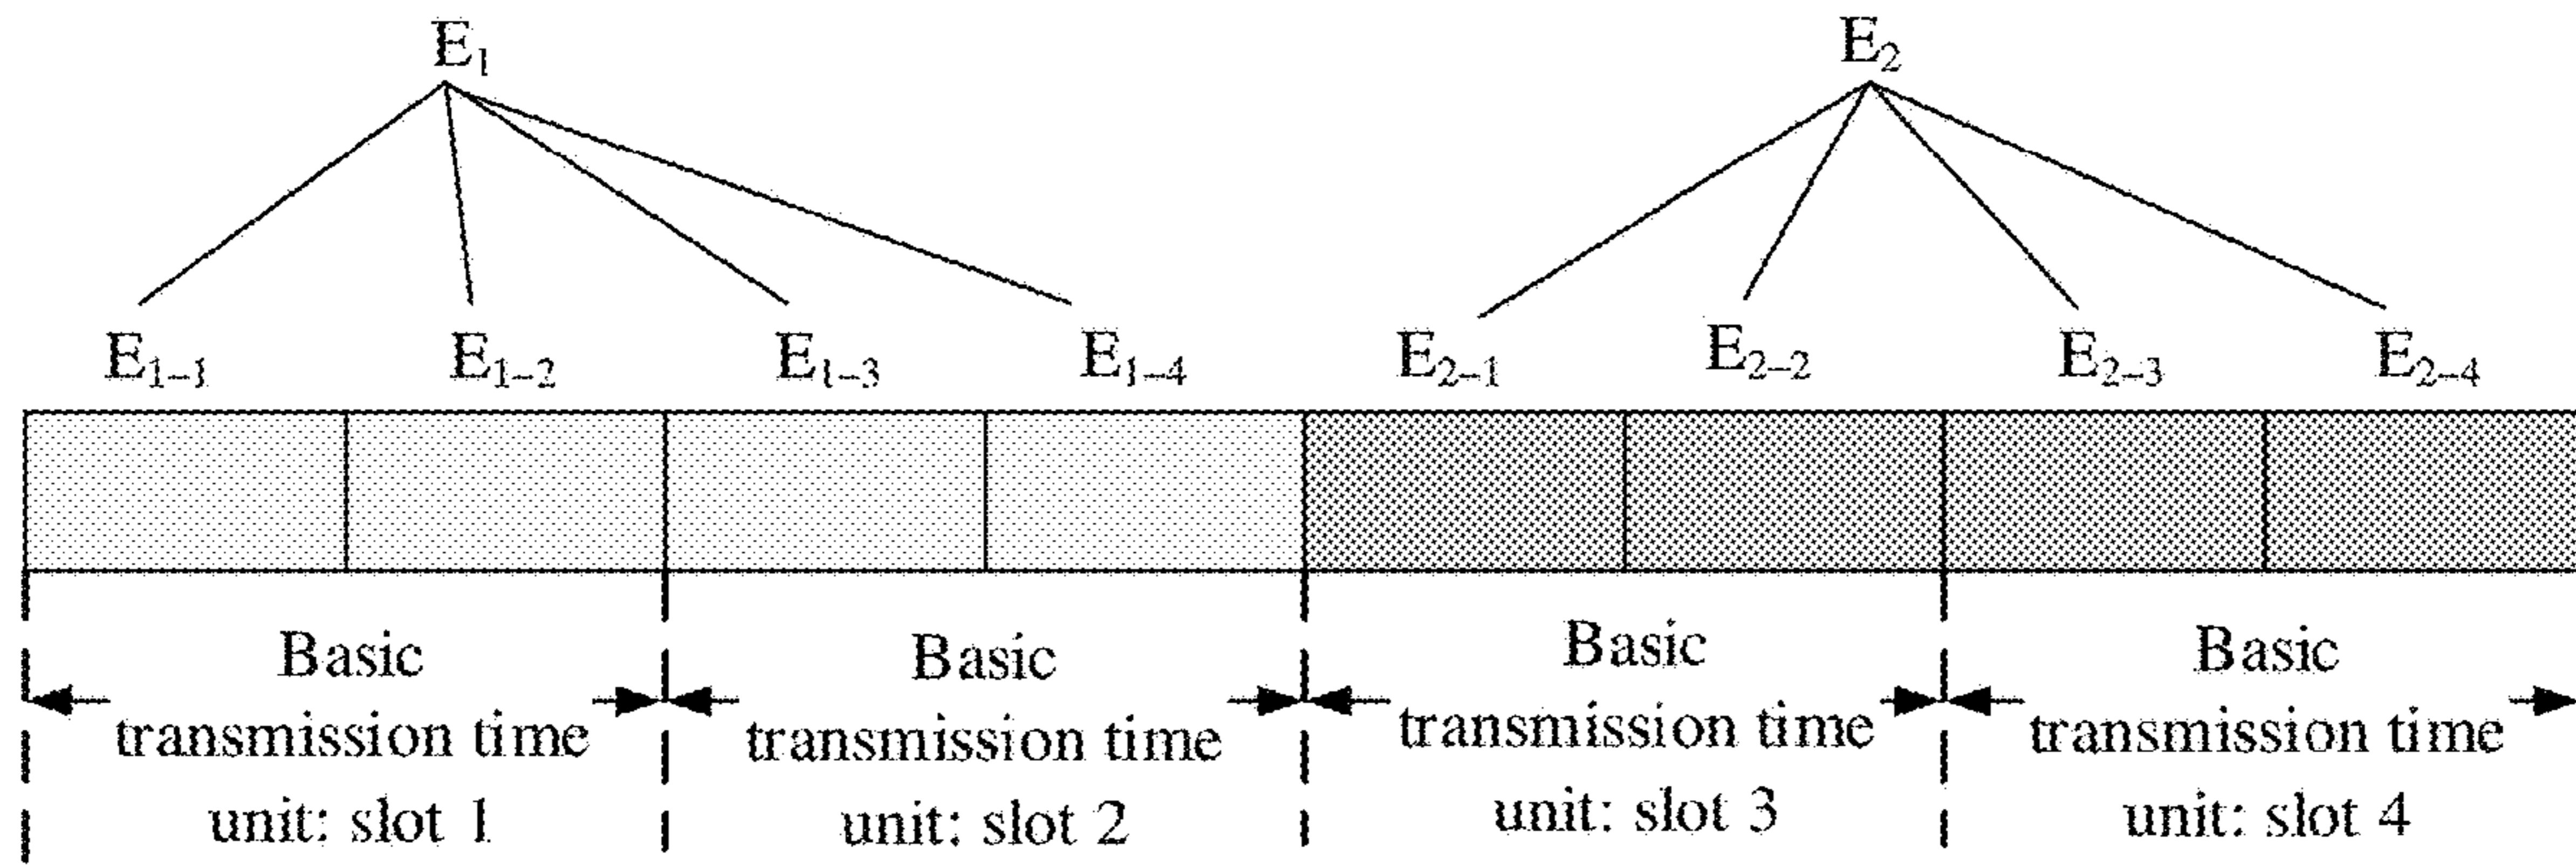 E₁ E₂
E₁₋₁ E₁₋₂ E₁₋₃ E₁₋₄ E₂₋₁ E₂₋₂ E₂₋₃ E₂₋₄
Basic
transmission time
unit: slot 1
Basic
transmission time
unit: slot 2
Basic
transmission time
unit: slot 3
Basic
transmission time
unit: slot 4